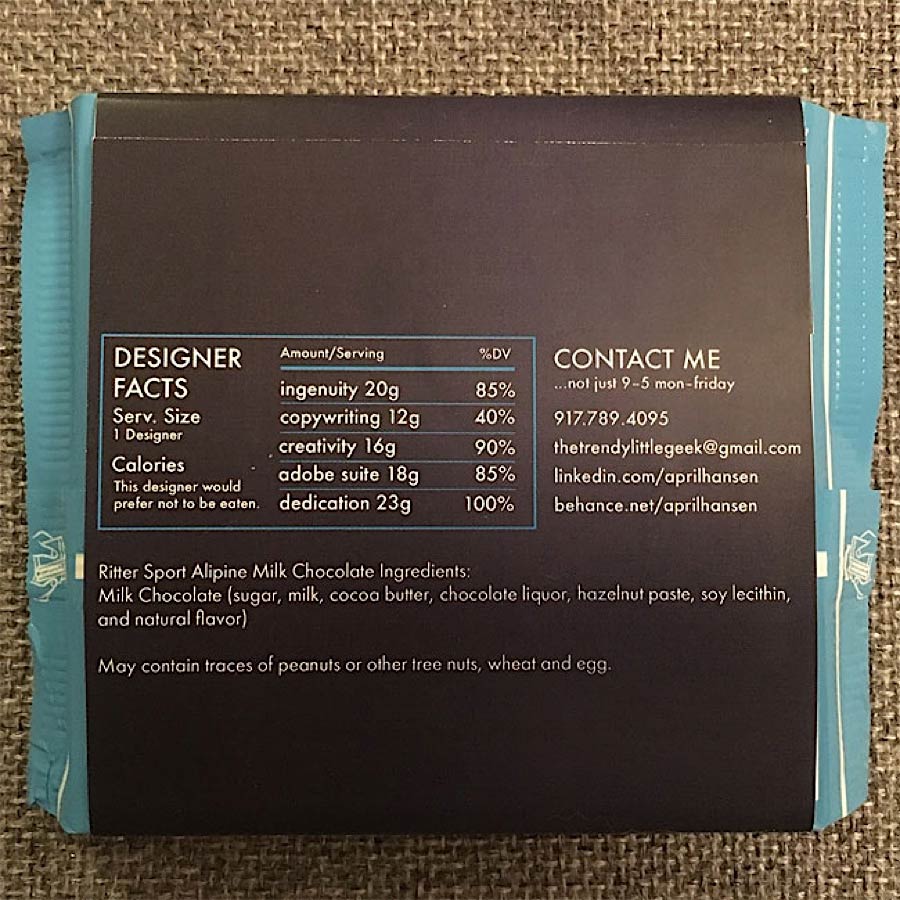 DESIGNER
FACTS
Serv. Size
1 Designer
Calories
This designer would
prefer not to be eaten.
Amount/Serving %DV
ingenuity 20g 85%
copywriting 12g 40%
creativity 16g 90%
adobe suite 18g 85%
dedication 23g 100%
CONTACT ME
...not just 9–5 mon–friday
917.789.4095
thetrendylittlegeek@gmail.com
linkedin.com/aprilhansen
behance.net/aprilhansen
Ritter Sport Alipine Milk Chocolate Ingredients:
Milk Chocolate (sugar, milk, cocoa butter, chocolate liquor, hazelnut paste, soy lecithin,
and natural flavor)
May contain traces of peanuts or other tree nuts, wheat and egg.